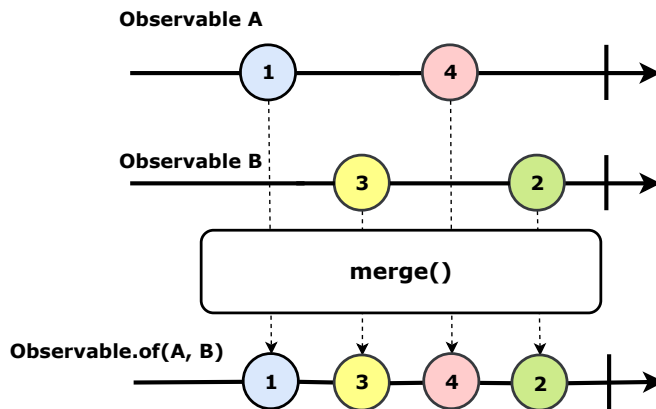 Observable A
1
4
Observable B
3
2
merge()
Observable.of(A, B)
1
3
4
2